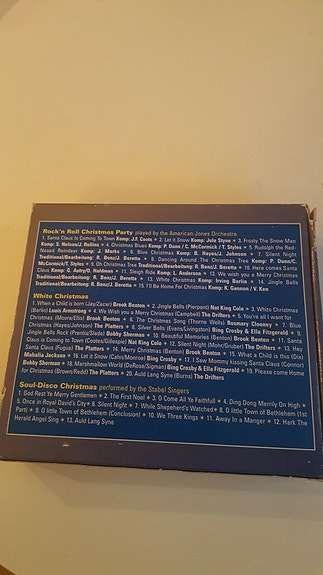 Rock'n Roll Christmas Party played by the American Jones Orchestre
1. Santa Claus Is Coming To Town Komp: J.F. Coots * 2. Let it Snow Komp: Jule Styne * 3. Frosty The Snow Man
Komp: S. Nelson/J. Rollins * 4. Christmas Blues Komp: P. Dunn / C. McCormick / T. Styles * 5. Rudolph the Red-
Nosed Reindeer Komp: J. Marks * 6. Blue Christmas Komp: B. Hayes/J. Johnson * 7. Silent Night
Traditional/Bearbeitung: R. Benz/J. Beretta * 8. Dancing Around the Christmas Tree Komp: P. Dunn/C.
McCormick/T. Styles * 9. Oh Christmas Tree Traditional/Bearbeitung: R. Benz/J. Beretta * 10. Here comes Santa
Claus Komp: G. Autry/O. Haldman * 11. Sleigh Ride Komp: L. Anderson * 12. We wish you a Merry Christmas
Traditional/Bearbeitung: R. Benz/J. Beretta * 13. White Christmas Komp: Irving Berlin * 14. Jingle Bells
Traditional/Bearbeitung: R. Benz/J. Beretta * 15. I'll Be Home For Christmas Komp: K. Gannon / V. Ken
White Christmas
1. When a Child is born (Jay/Zacar) Brook Benton * 2. Jingle Bells (Pierpont) Nat King Cole * 3. White Christmas
(Berlin) Louis Armstrong * 4. We Wish you a Merry Christmas (Campbell) The Drifters * 5. You're all I want for
Christmas (Moore/Ellis) Brook Benton * 6. The Christmas Song (Thorne Wells) Rosmary Clooney * 7. Blue
Christmas (Hayes/Johnson) The Platters * 8. Silver Bells (Evans/Livingston) Bing Crosby & Ella Fitzgerald * 9.
Jingle Bells Rock (Prentis/Slade) Bobby Sherman * 10. Beautiful Memories (Benton) Brook Benton * 11. Santa
Claus is Coming to Town (Cootes/Gillespie) Nat King Cole * 12. Silent Night (Mohr/Gruber) The Drifters * 13. Hey
Santa Claus (Fuqua) The Platters * 14. Merry Christmas (Benton) Brook Benton * 15. What a Child is this (Dix)
Mahalia Jackson * 16. Let it Snow (Cahn/Monroe) Bing Crosby * 17. I Saw Mommy kissing Santa Claus (Connor)
Bobby Sherman * 18. Marshmallow World (DeRose/Sigman) Bing Crosby & Ella Fitzgerald * 19. Please come Home
for Christmas (Brown/Redd) The Platters * 20. Auld Lang Syne (Burns) The Drifters
Soul-Disco Christmas performed by the Stabel Singers
1. God Rest Ye Merry Gentlemen * 2. The First Noel * 3. O Come All Ye Faithfull * 4. Ding Dong Merrily On High *
5. Once in Royal David's City * 6. Silent Night * 7. While Shepherd's Watched * 8. O little Town of Bethlehem (1st
Part) * 9. O little Town of Bethlehem (Conclusion) * 10. We Three Kings * 11. Away In a Manger * 12. Hark The
Herald Angel Sing * 13. Auld Lang Syne